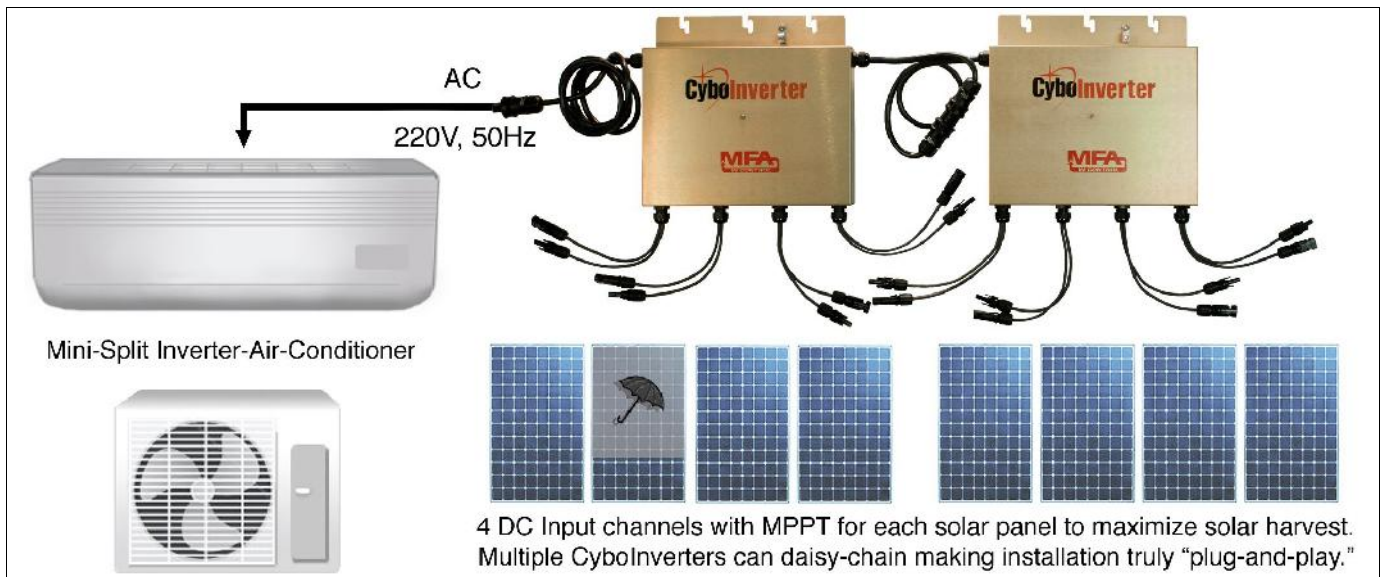 AC
220V, 50Hz
CyboInverter
MFA
CyboInverter
MFA
Mini-Split Inverter-Air-Conditioner
4 DC Input channels with MPPT for each solar panel to maximize solar harvest.
Multiple CyboInverters can daisy-chain making installation truly “plug-and-play.”